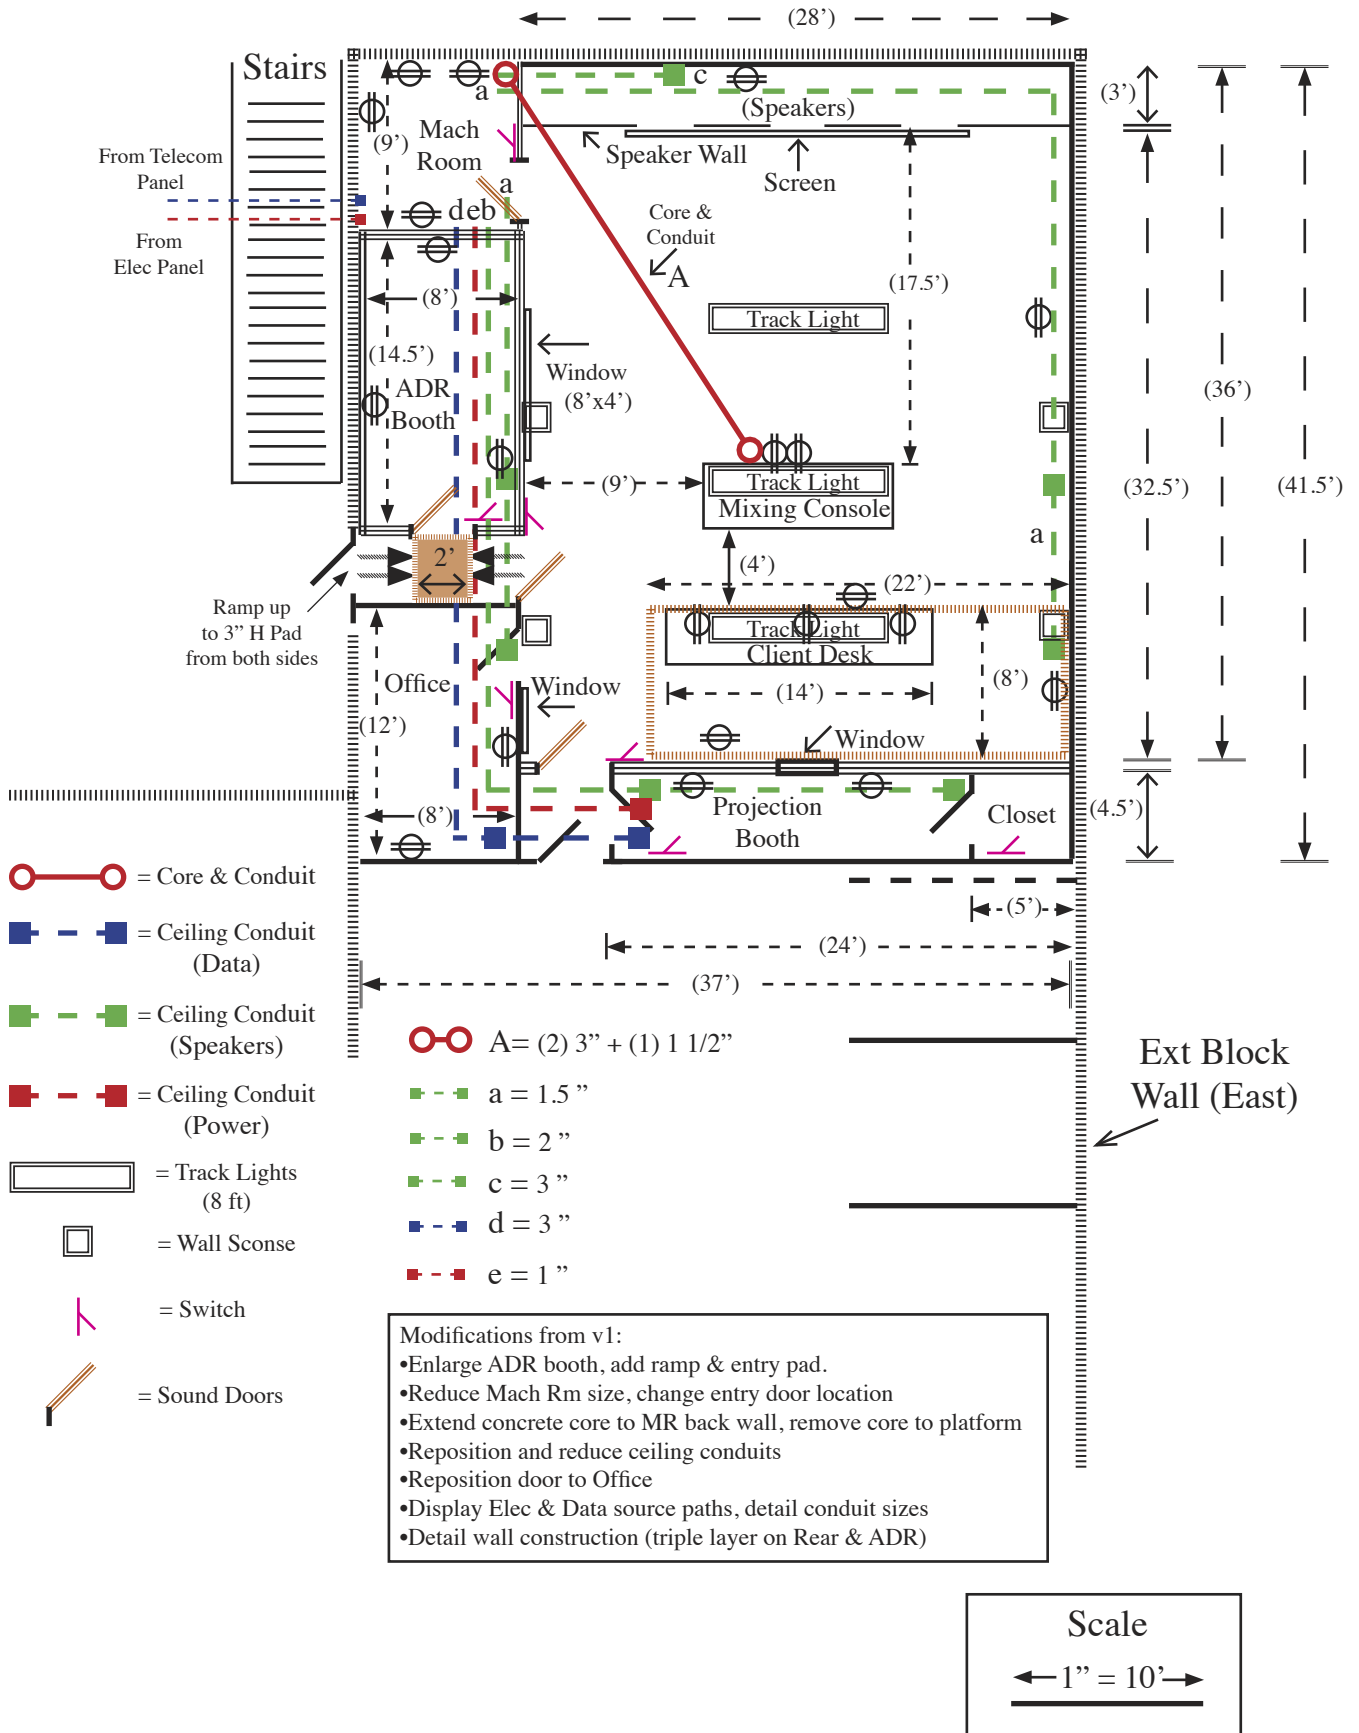 (28')
Stairs
c
a
(Speakers)
(3')
Mach
Room
(9')
Speaker Wall
Screen
From Telecom
Panel
a
d e b
From
Elec Panel
Core &
Conduit
A
(17.5')
(8')
Track Light
(14.5')
ADR
Booth
Window
(8'x4')
(36')
(9')
Track Light
Mixing Console
(32.5')
(41.5')
a
2'
(4')
(22')
Ramp up
to 3” H Pad
from both sides
Track Light
Client Desk
Office
Window
(14')
(8')
(12')
Window
(8')
Projection
Booth
Closet
(4.5')
(5')
(24')
(37')
= Core & Conduit
= Ceiling Conduit
(Data)
= Ceiling Conduit
(Speakers)
= Ceiling Conduit
(Power)
= Track Lights
(8 ft)
= Wall Sconse
= Switch
= Sound Doors
A= (2) 3” + (1) 1 1/2”
a = 1.5 ”
b = 2 ”
c = 3 ”
d = 3 ”
e = 1 ”
Ext Block
Wall (East)
Modifications from v1:
•Enlarge ADR booth, add ramp & entry pad.
•Reduce Mach Rm size, change entry door location
•Extend concrete core to MR back wall, remove core to platform
•Reposition and reduce ceiling conduits
•Reposition door to Office
•Display Elec & Data source paths, detail conduit sizes
•Detail wall construction (triple layer on Rear & ADR)
Scale
1” = 10'